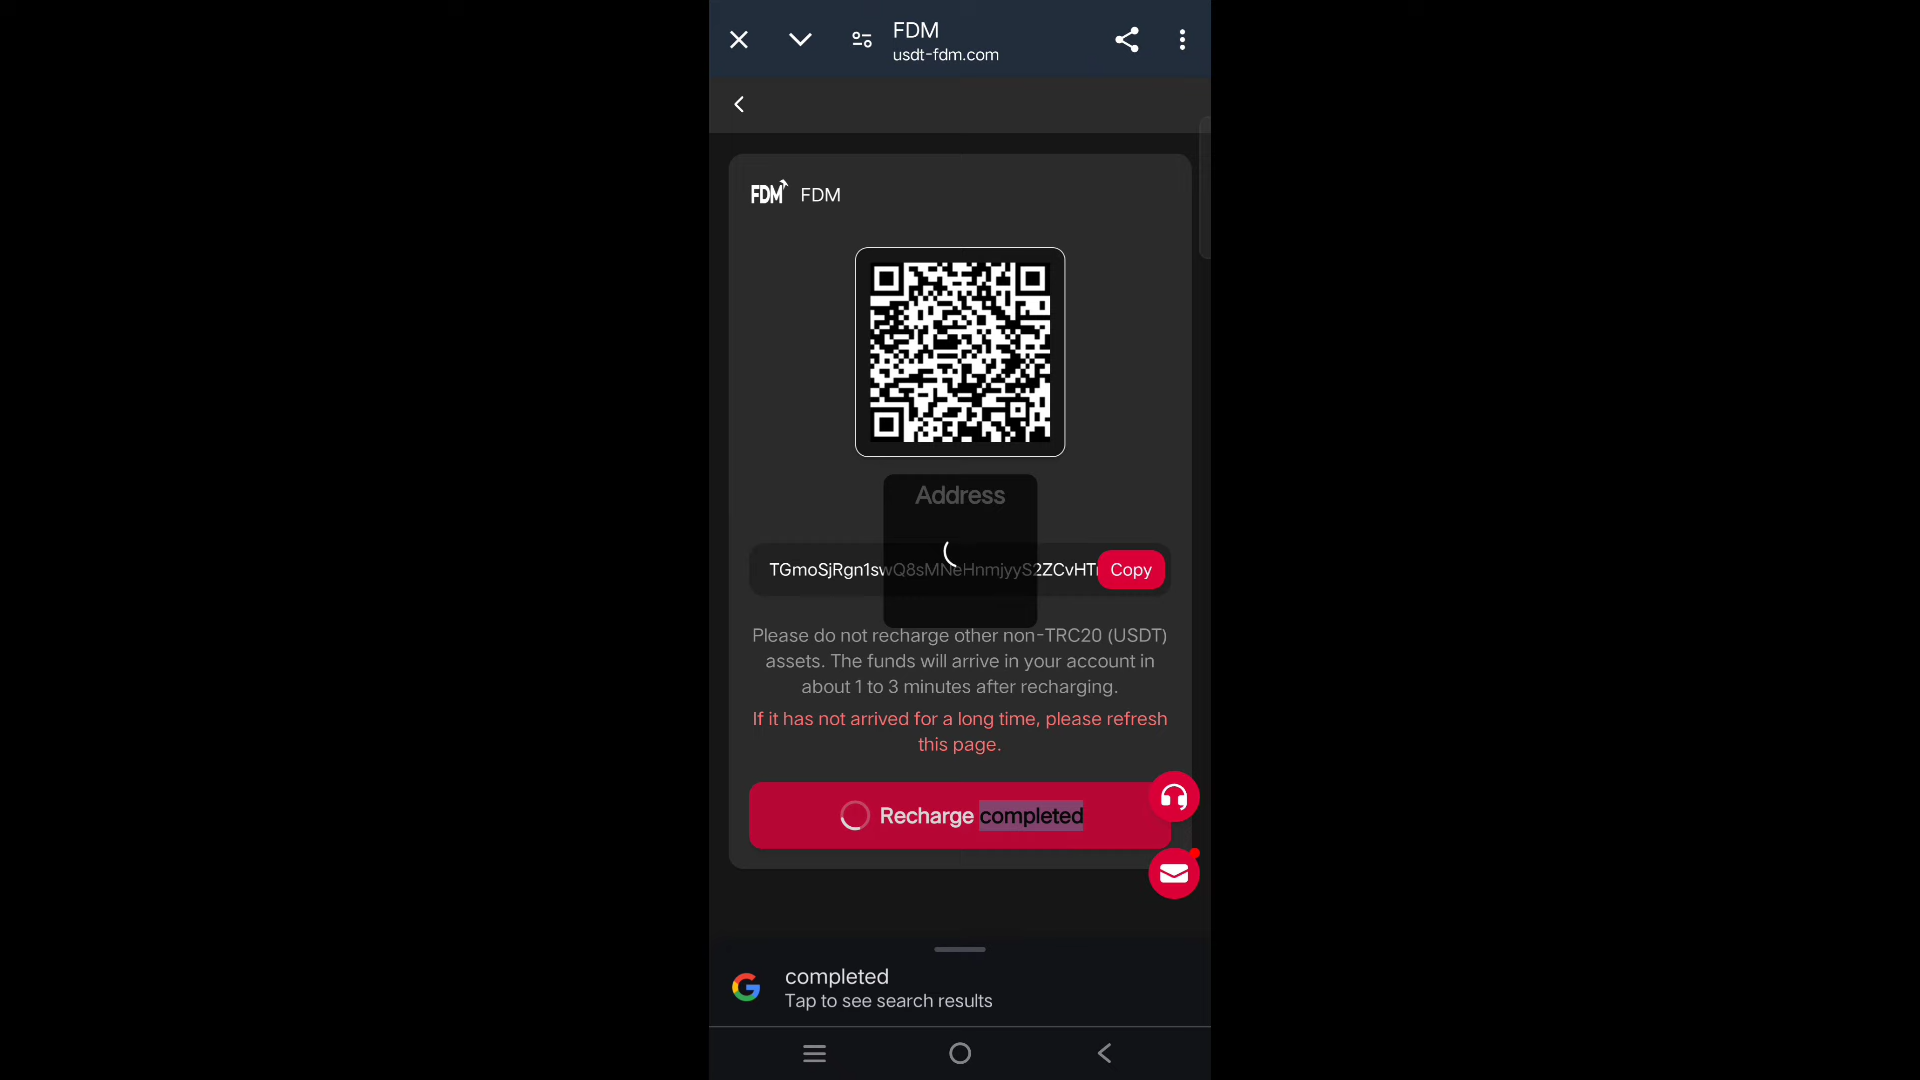 FDM
usdt-fdm.com
FDM FDM
Address
TGmoSjRgn1swQ8sMNeHnmjyyS2ZCvHT Copy
Please do not recharge other non-TRC20 (USDT)
assets. The funds will arrive in your account in
about 1 to 3 minutes after recharging.
If it has not arrived for a long time, please refresh
this page.
Recharge completed
completed
Tap to see search results